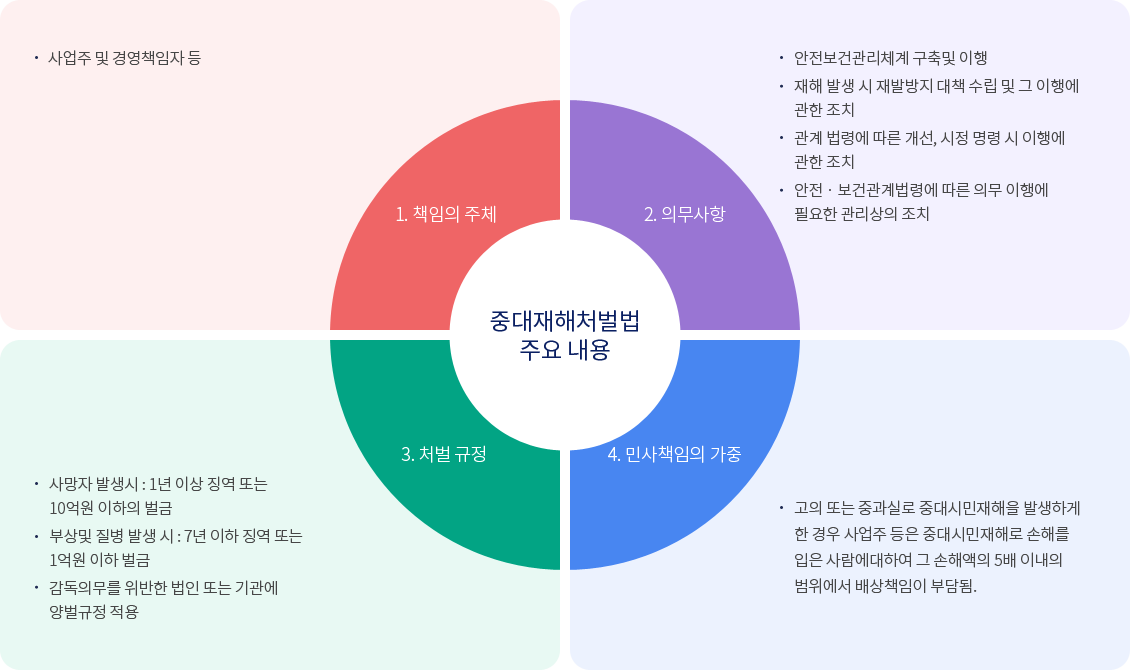 중대재해처벌법
주요 내용
1. 책임의 주체
• 사업주 및 경영책임자 등
2. 의무사항
• 안전보건관리체계 구축및 이행
• 재해 발생 시 재발방지 대책 수립 및 그 이행에
관한 조치
• 관계 법령에 따른 개선, 시정 명령 시 이행에
관한 조치
• 안전 · 보건관계법령에 따른 의무 이행에
필요한 관리상의 조치
3. 처벌 규정
• 사망자 발생시 : 1년 이상 징역 또는
10억원 이하의 벌금
• 부상및 질병 발생 시 : 7년 이하 징역 또는
1억원 이하 벌금
• 감독의무를 위반한 법인 또는 기관에
양벌규정 적용
4. 민사책임의 가중
• 고의 또는 중과실로 중대시민재해을 발생하게
한 경우 사업주 등은 중대시민재해로 손해를
입은 사람에대하여 그 손해액의 5배 이내의
범위에서 배상책임이 부담됨.